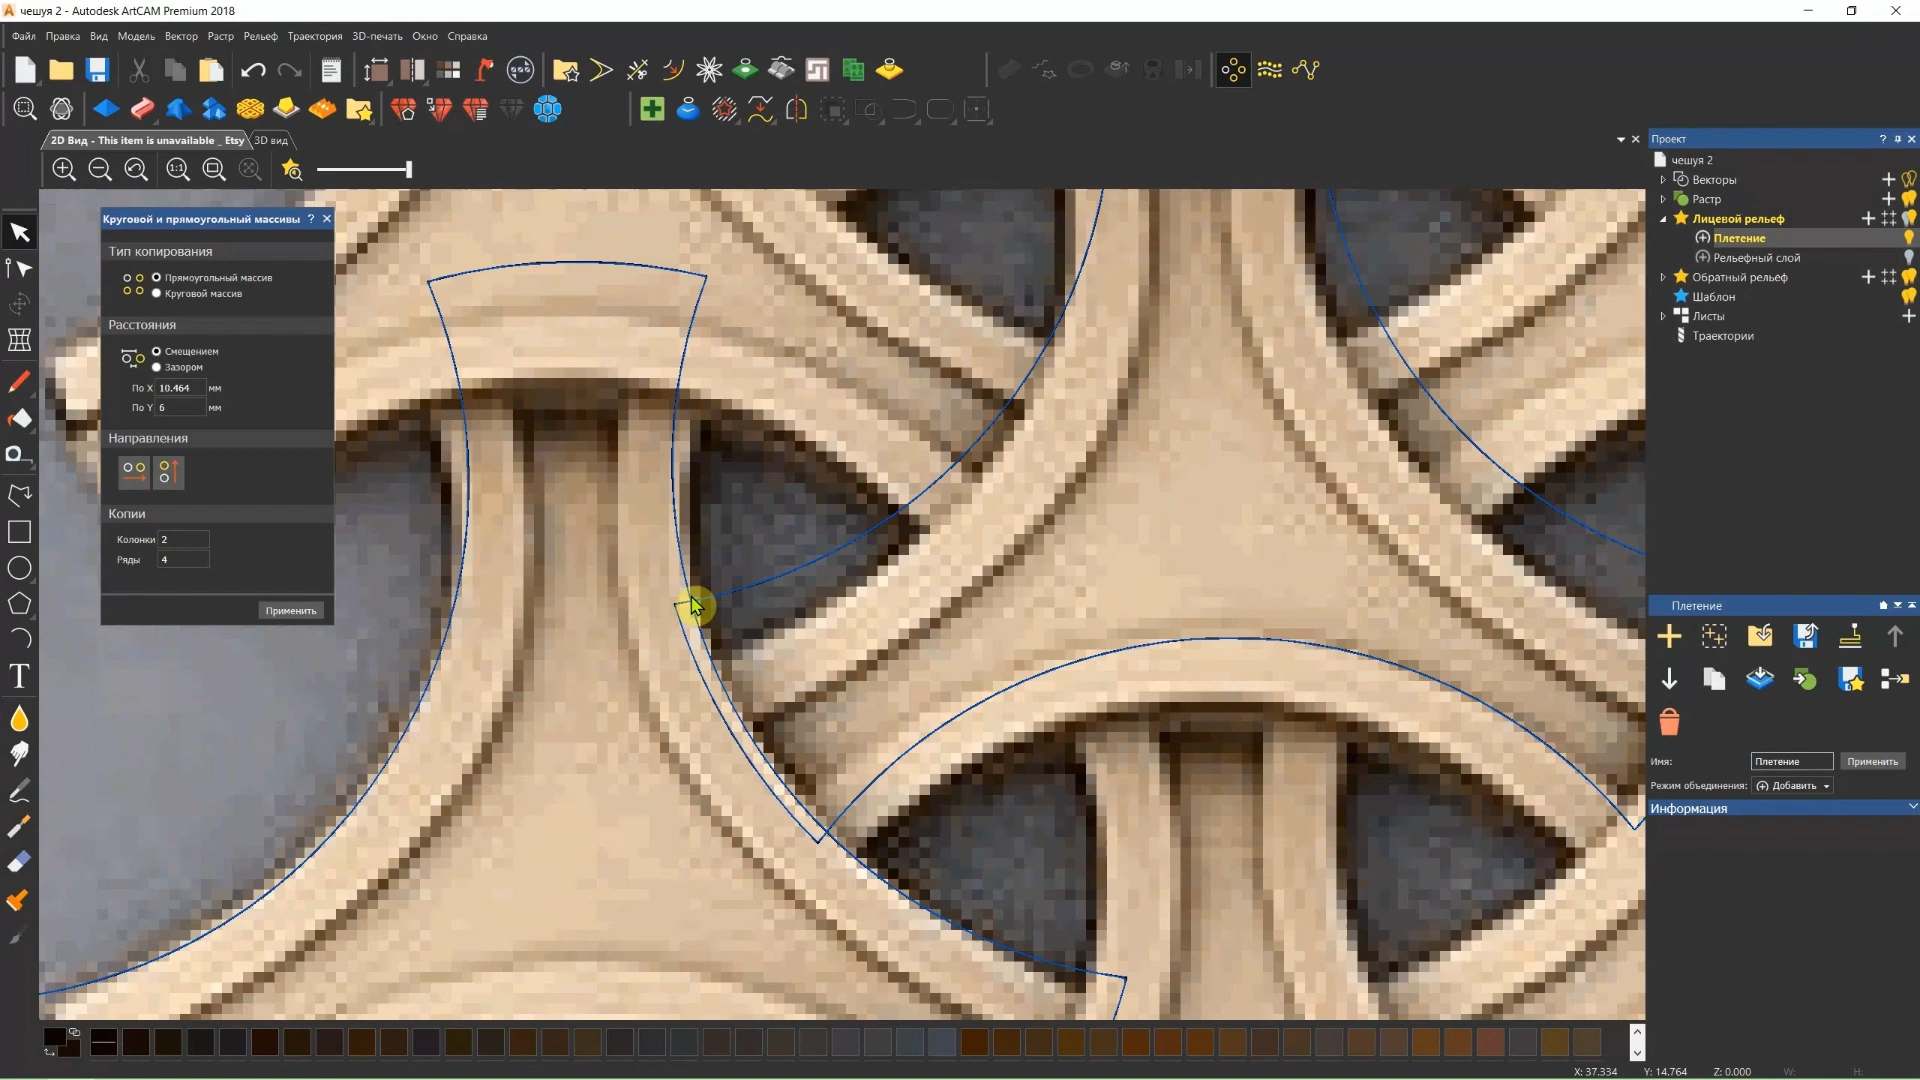 чешуя 2 - Autodesk ArtCAM Premium 2018
Файл Правка Вид Модель Вектор Растр Рельеф Траектория 3D-печать Окно Справка
2D Вид - This item is unavailable _ Etsy
3D вид
1:1
Круговой и прямоугольный массивы ?
Тип копирования
Прямоугольный массив
Круговой массив
Расстояния
Смещением
Зазором
По X 10.464 мм
По Y 6 мм
Направления
Копии
Колонки 2
Ряды 4
Применить
T
Проект ?
чешуя 2
Векторы
Растр
Лицевой рельеф
Плетение
Рельефный слой
Обратный рельеф
Шаблон
Листы
Траектории
Плетение
Имя: Плетение Применить
Режим объединения: Добавить
Информация
X: 37.334 Y: 14.764 Z: 0.000 W: H: